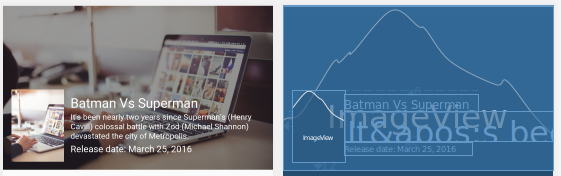 Batman Vs Superman
It's been nearly two years since Superman's (Henry
Cavill) colossal battle with Zod (Michael Shannon)
devastated the city of Metropolis.
Release date: March 25, 2016
Batman Vs Superman
ImageView
It&apos;s bee
ImageView
Release date: March 25, 2016